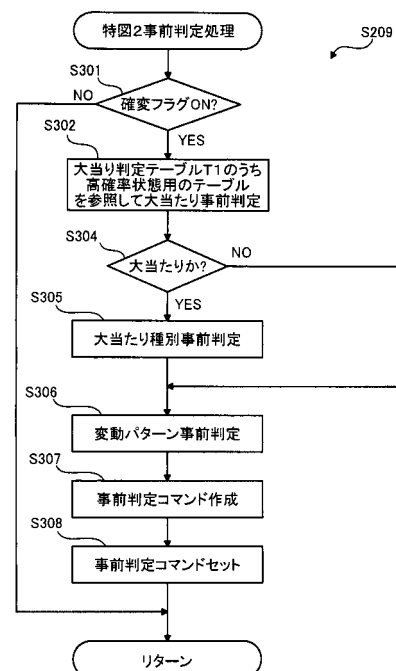 特図2事前判定処理
S209
S301
NO
確変フラグON?
S302
YES
大当り判定テーブルT1のうち
高確率状態用のテーブル
を参照して大当たり事前判定
S304
NO
大当たりか?
YES
S305
大当たり種別事前判定
S306
変動パターン事前判定
S307
事前判定コマンド作成
S308
事前判定コマンドセット
リターン